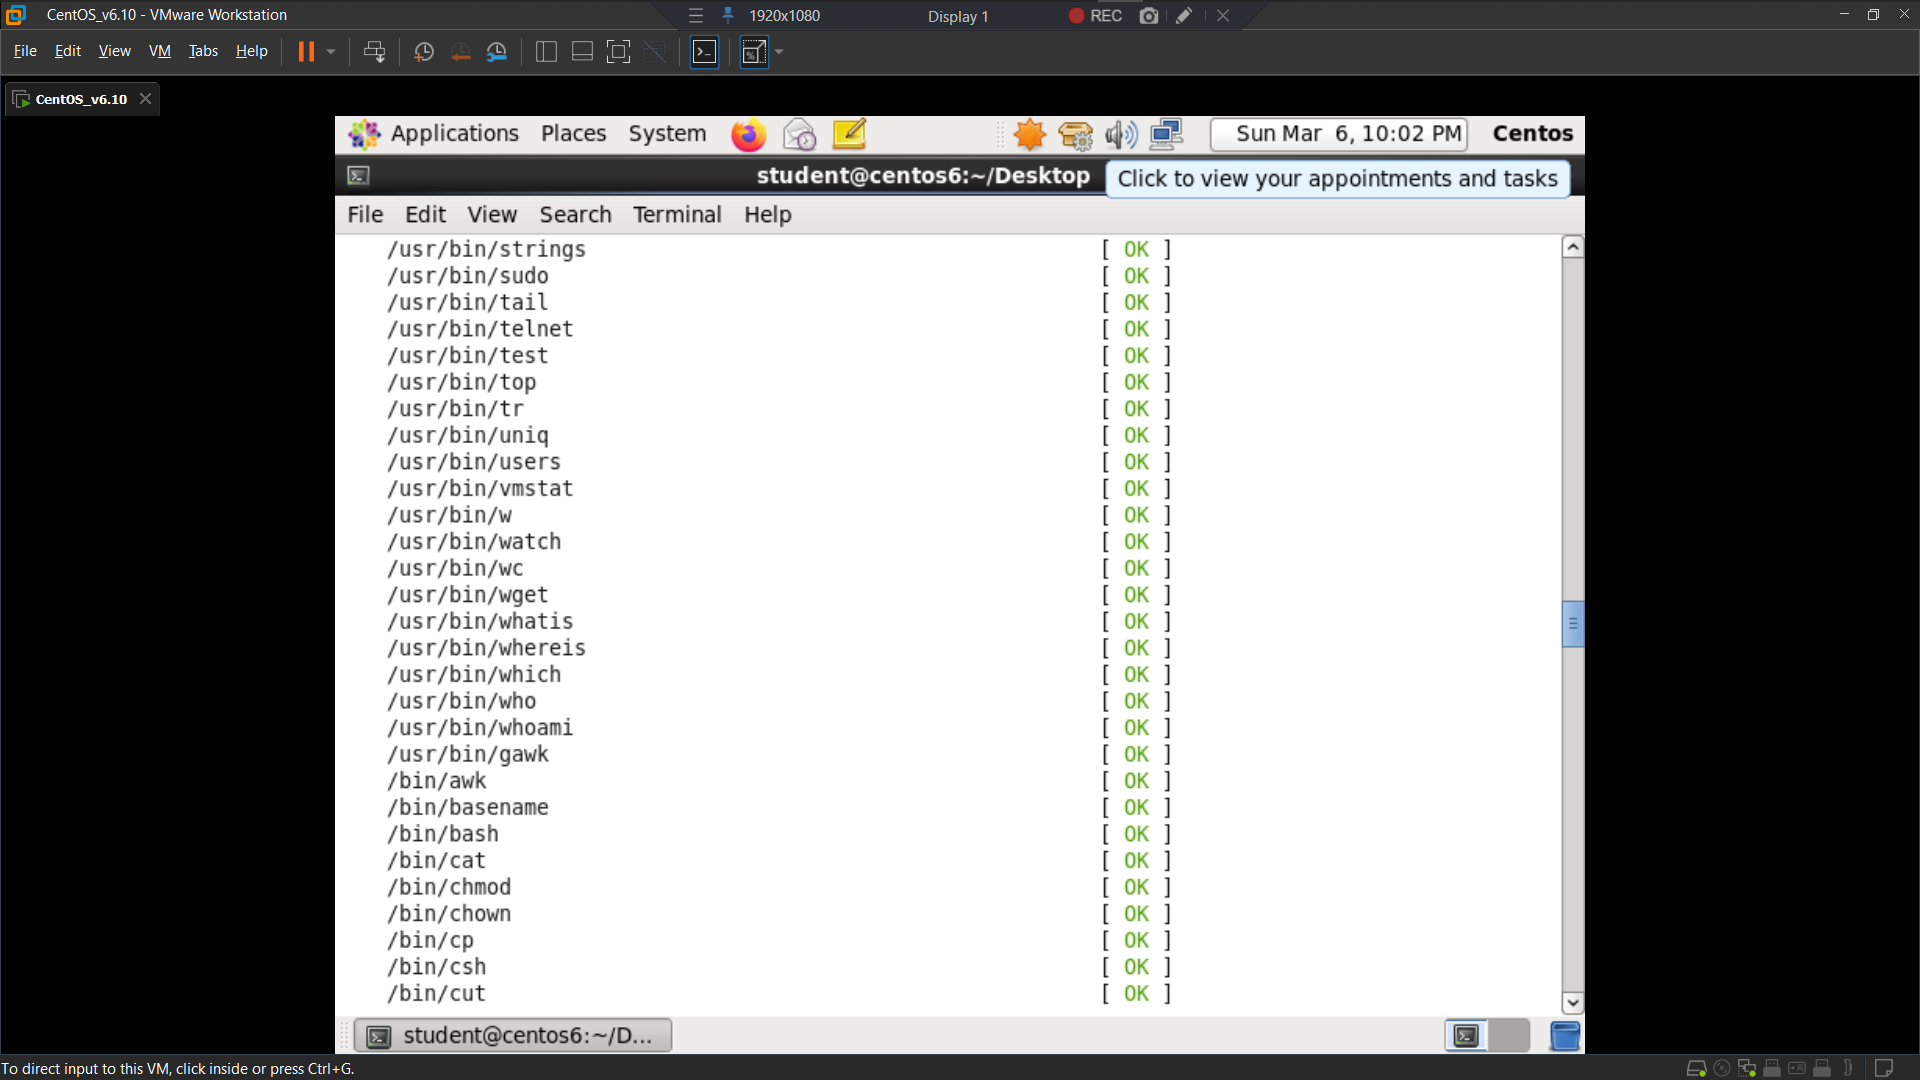 CentOS_v6.10 - VMware Workstation
1920x1080 Display 1 REC
File Edit View VM Tabs Help
CentOS_v6.10
Applications Places System Sun Mar 6, 10:02 PM Centos
student@centos6:~/Desktop
Click to view your appointments and tasks
File Edit View Search Terminal Help
/usr/bin/strings [ OK ]
/usr/bin/sudo [ OK ]
/usr/bin/tail [ OK ]
/usr/bin/telnet [ OK ]
/usr/bin/test [ OK ]
/usr/bin/top [ OK ]
/usr/bin/tr [ OK ]
/usr/bin/uniq [ OK ]
/usr/bin/users [ OK ]
/usr/bin/vmstat [ OK ]
/usr/bin/w [ OK ]
/usr/bin/watch [ OK ]
/usr/bin/wc [ OK ]
/usr/bin/wget [ OK ]
/usr/bin/whatis [ OK ]
/usr/bin/whereis [ OK ]
/usr/bin/which [ OK ]
/usr/bin/who [ OK ]
/usr/bin/whoami [ OK ]
/usr/bin/gawk [ OK ]
/bin/awk [ OK ]
/bin/basename [ OK ]
/bin/bash [ OK ]
/bin/cat [ OK ]
/bin/chmod [ OK ]
/bin/chown [ OK ]
/bin/cp [ OK ]
/bin/csh [ OK ]
/bin/cut [ OK ]
student@centos6:~/D...
To direct input to this VM, click inside or press Ctrl+G.